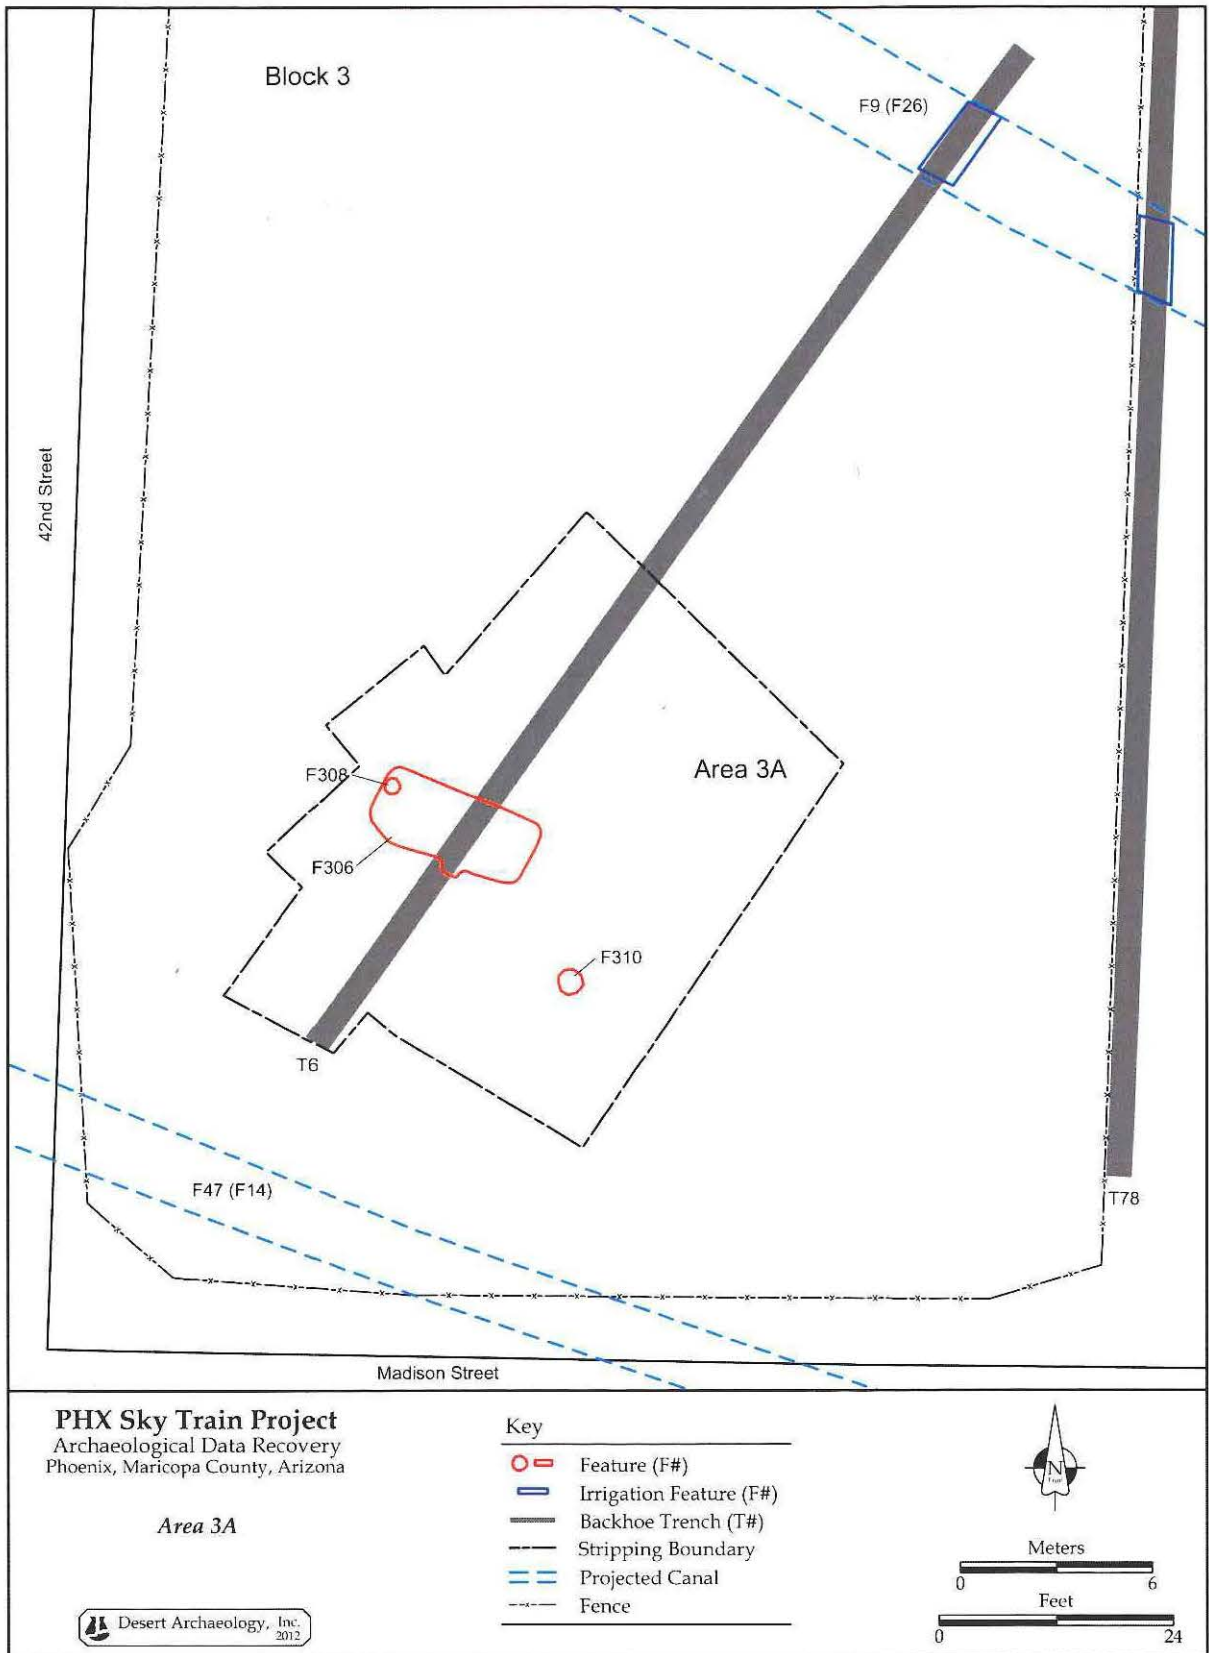 Block 3
F9 (F26)
42nd Street
Area 3A
F308
F306
F310
T6
F47 (F14)
T78
Madison Street
PHX Sky Train Project
Archaeological Data Recovery
Phoenix, Maricopa County, Arizona
Area 3A
Desert Archaeology, Inc.
2012
Key
Feature (F#)
Irrigation Feature (F#)
Backhoe Trench (T#)
Stripping Boundary
Projected Canal
Fence
N
Meters
0 6
Feet
0 24